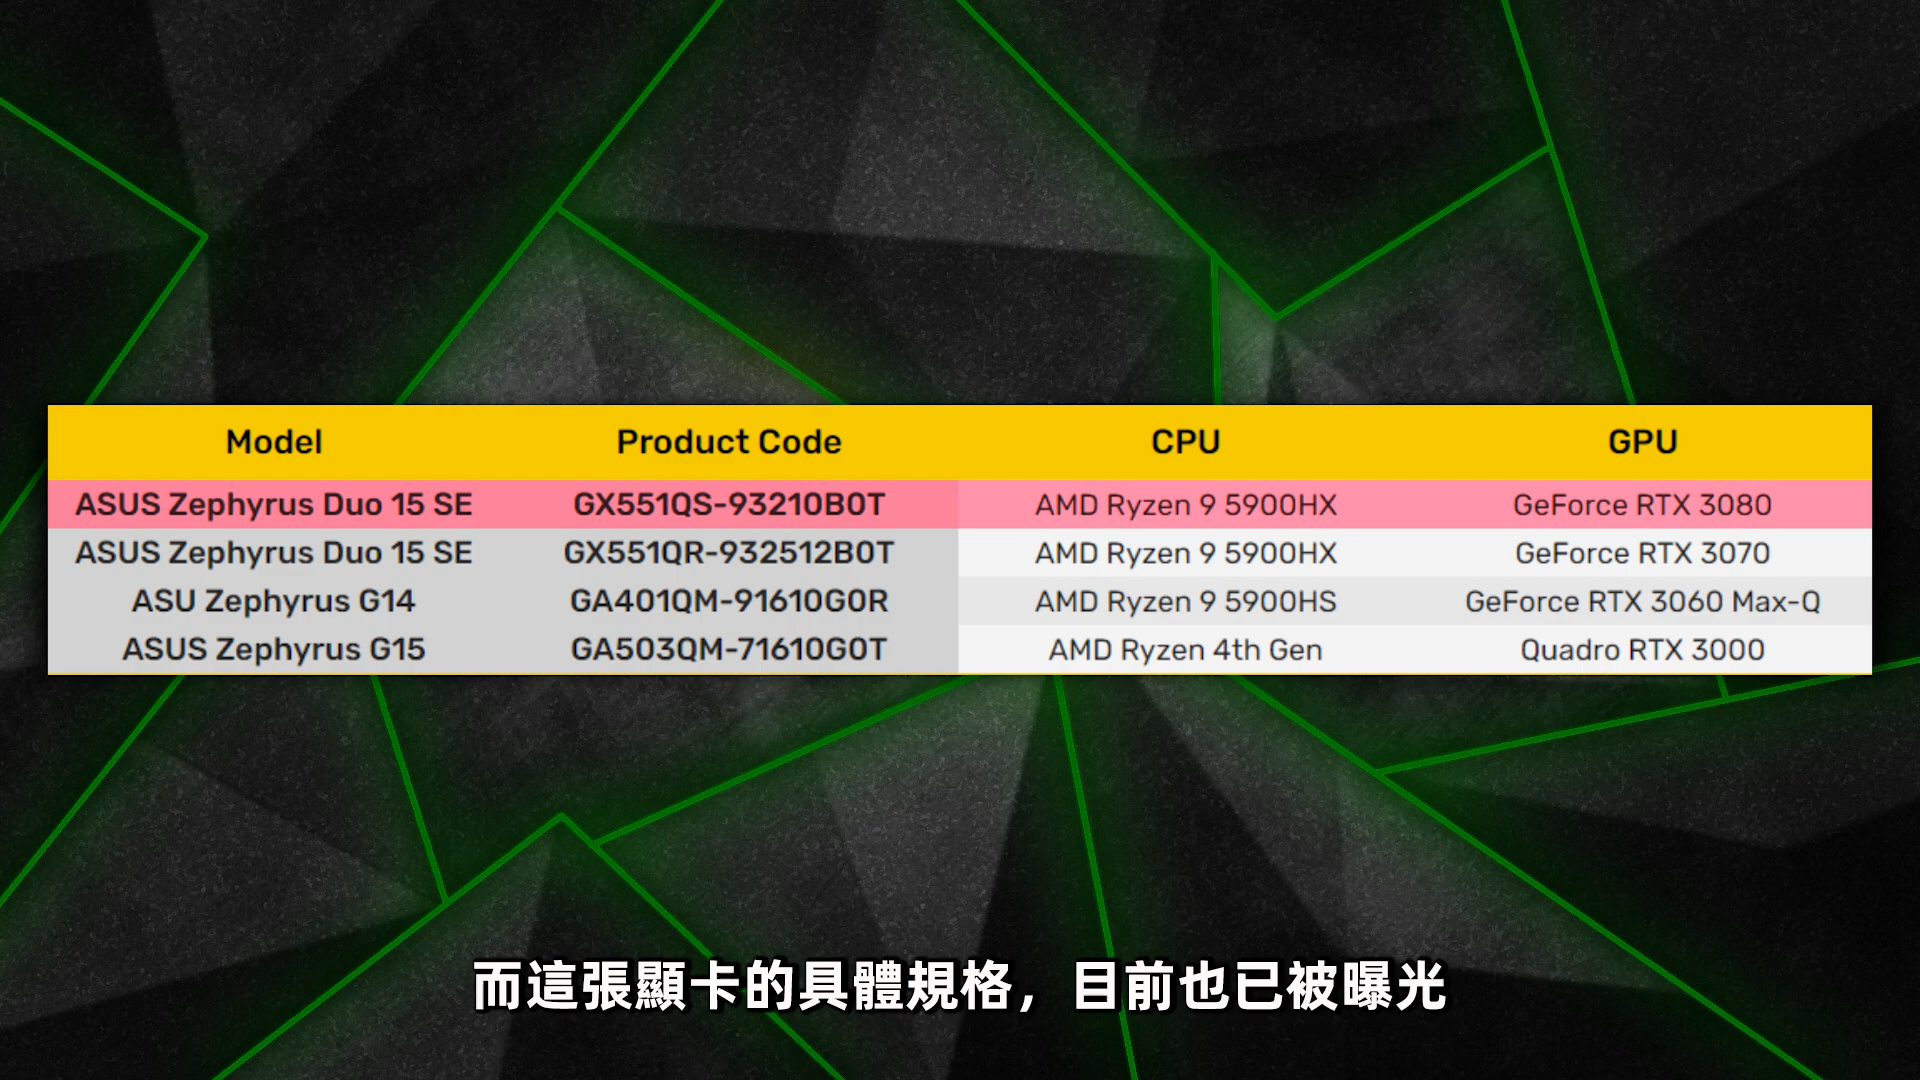 Model Product Code CPU GPU
ASUS Zephyrus Duo 15 SE GX551QS-93210B0T AMD Ryzen 9 5900HX GeForce RTX 3080
ASUS Zephyrus Duo 15 SE GX551QR-932512B0T AMD Ryzen 9 5900HX GeForce RTX 3070
ASU Zephyrus G14 GA401QM-91610G0R AMD Ryzen 9 5900HS GeForce RTX 3060 Max-Q
ASUS Zephyrus G15 GA503QM-71610G0T AMD Ryzen 4th Gen Quadro RTX 3000
而這張顯卡的具體規格，目前也已被曝光